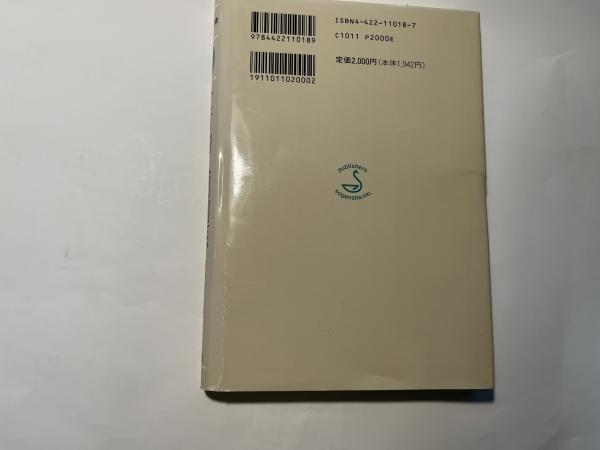 ISBN4-422-11018-7
C1011 P2000E
定価2,000円(本体1,942円)
9784422110189
1911011020002
publishers
sogensha,inc.